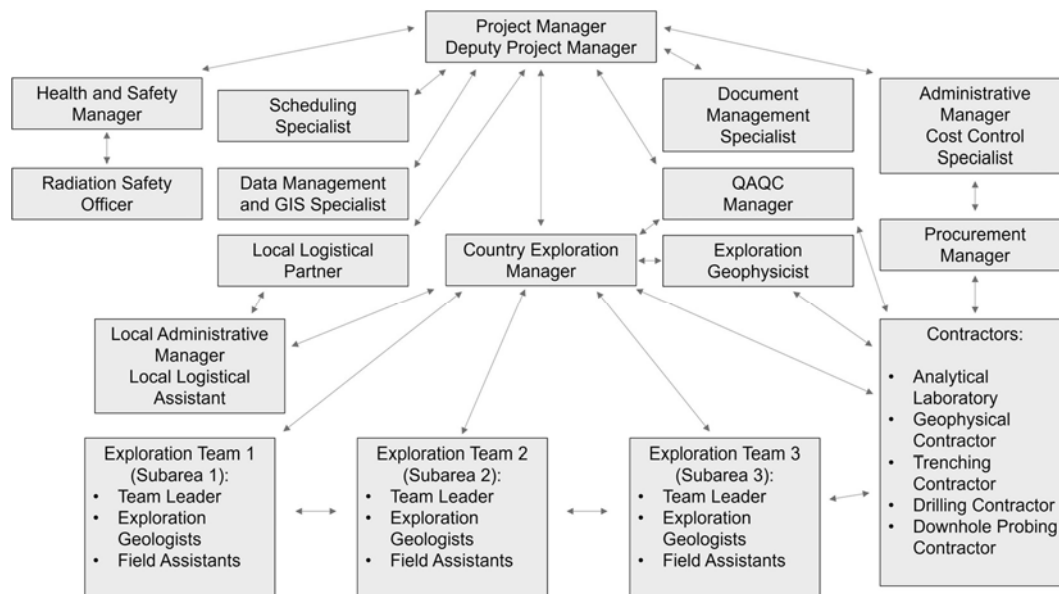 Project Manager
Deputy Project Manager
Health and Safety
Manager
Scheduling
Specialist
Document
Management
Specialist
Administrative
Manager
Cost Control
Specialist
Radiation Safety
Officer
Data Management
and GIS Specialist
QAQC
Manager
Local Logistical
Partner
Country Exploration
Manager
Exploration
Geophysicist
Procurement
Manager
Local Administrative
Manager
Local Logistical
Assistant
Contractors:
• Analytical
Laboratory
• Geophysical
Contractor
• Trenching
Contractor
• Drilling Contractor
• Downhole Probing
Contractor
Exploration Team 1
(Subarea 1):
• Team Leader
• Exploration
Geologists
• Field Assistants
Exploration Team 2
(Subarea 2):
• Team Leader
• Exploration
Geologists
• Field Assistants
Exploration Team 3
(Subarea 3):
• Team Leader
• Exploration
Geologists
• Field Assistants